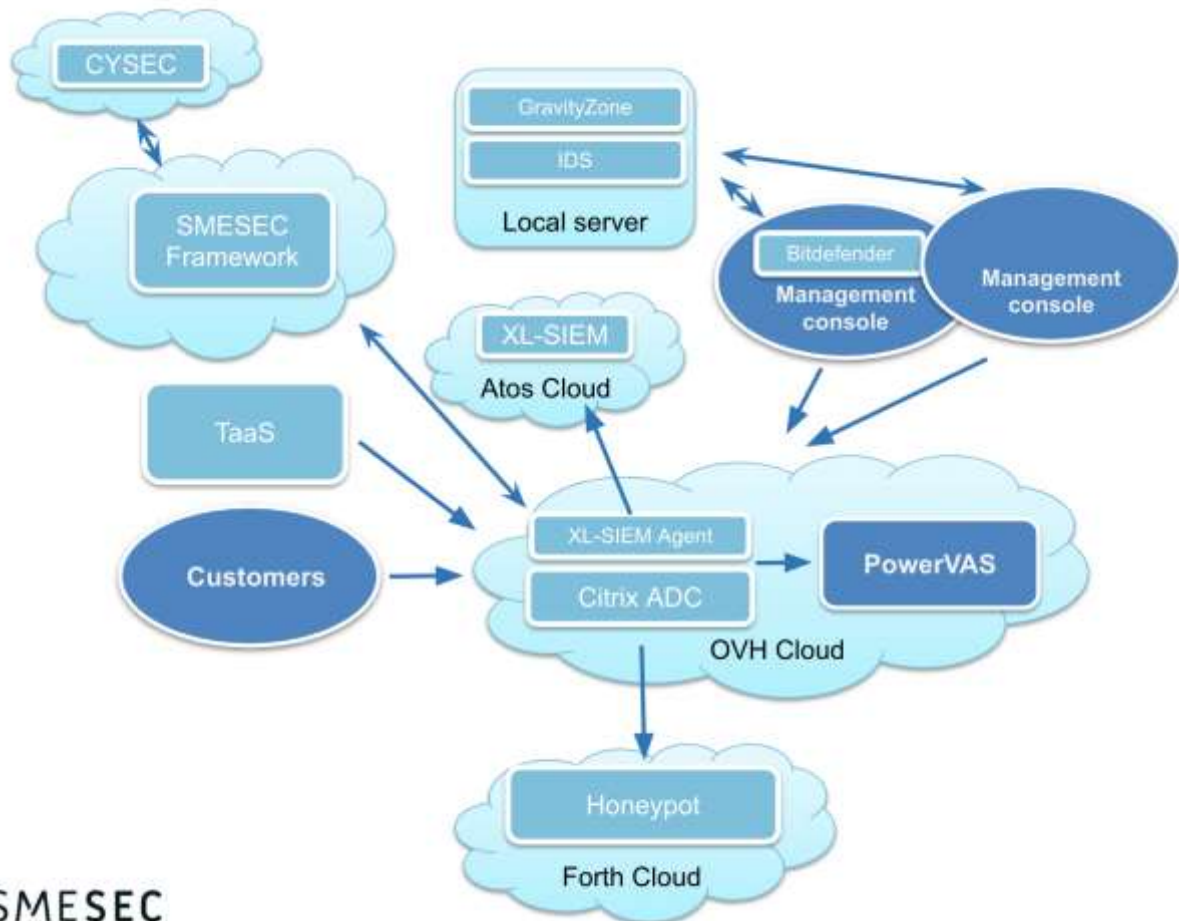 CYSEC
GravityZone
IDS
Local server
SMESEC
Framework
Bitdefender
Management
console
Management
console
XL-SIEM
Atos Cloud
TaaS
XL-SIEM Agent
Citrix ADC
PowerVAS
OVH Cloud
Customers
Honeypot
Forth Cloud
SMESEC